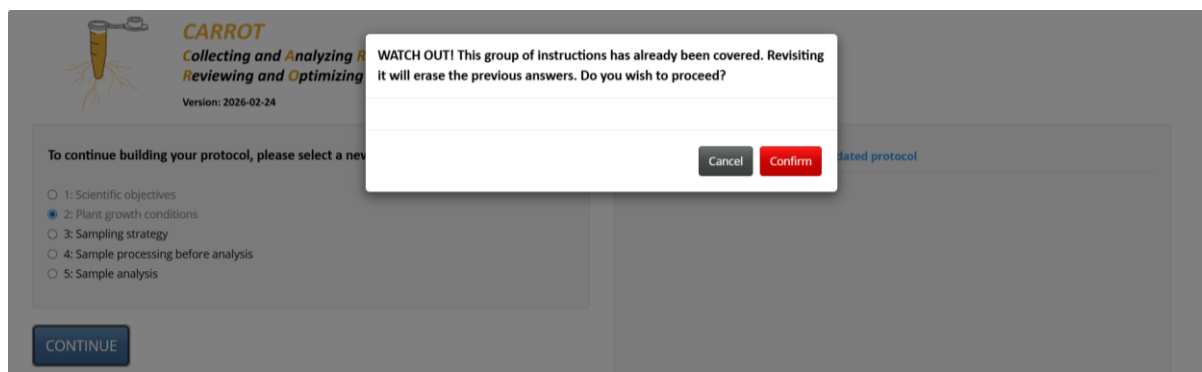 CARROT
Collecting and Analyzing R
Reviewing and Optimizing
Version: 2026-02-24
WATCH OUT! This group of instructions has already been covered. Revisiting
it will erase the previous answers. Do you wish to proceed?
Cancel
Confirm
To continue building your protocol, please select a new
dated protocol
1: Scientific objectives
2: Plant growth conditions
3: Sampling strategy
4: Sample processing before analysis
5: Sample analysis
CONTINUE